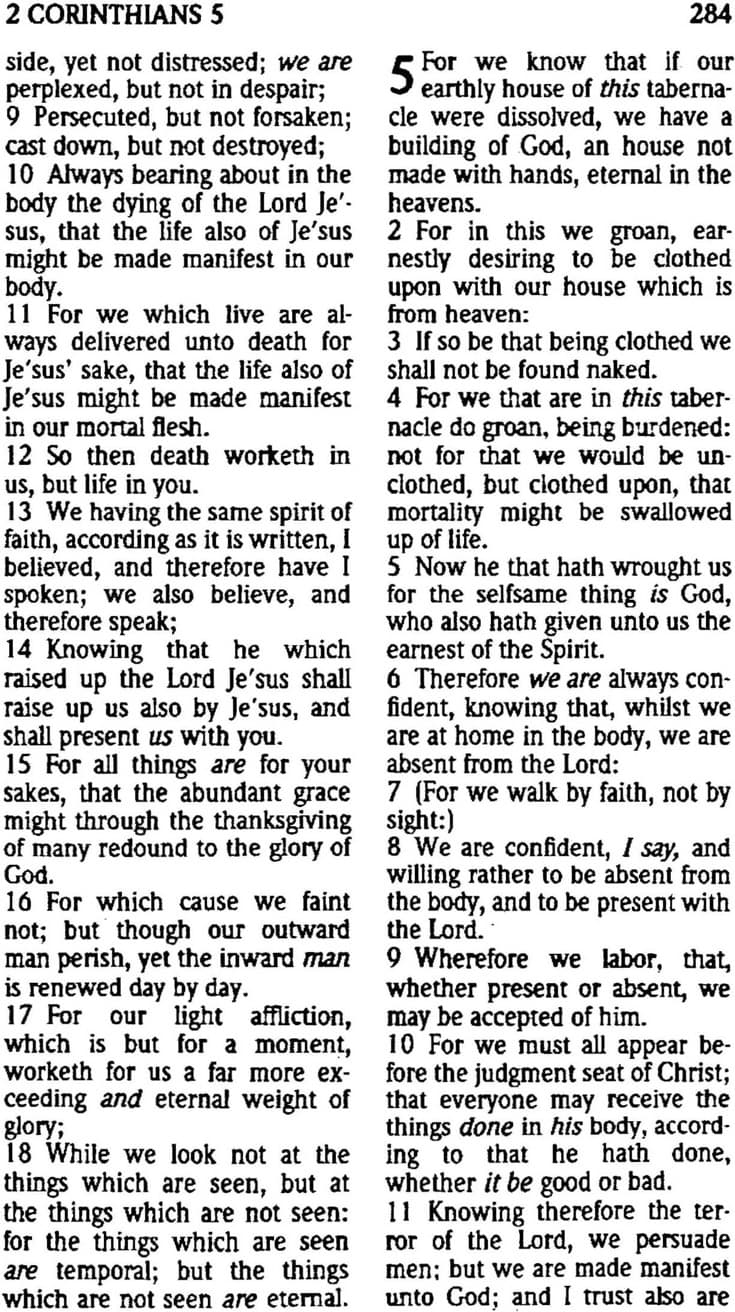 2 CORINTHIANS 5
284
side, yet not distressed; we are
perplexed, but not in despair;
9 Persecuted, but not forsaken;
cast down, but not destroyed;
10 Always bearing about in the
body the dying of the Lord Je′-
sus, that the life also of Je′sus
might be made manifest in our
body.
11 For we which live are al-
ways delivered unto death for
Je′sus' sake, that the life also of
Je′sus might be made manifest
in our mortal flesh.
12 So then death worketh in
us, but life in you.
13 We having the same spirit of
faith, according as it is written, I
believed, and therefore have I
spoken; we also believe, and
therefore speak;
14 Knowing that he which
raised up the Lord Je′sus shall
raise up us also by Je′sus, and
shall present us with you.
15 For all things are for your
sakes, that the abundant grace
might through the thanksgiving
of many redound to the glory of
God.
16 For which cause we faint
not; but though our outward
man perish, yet the inward man
is renewed day by day.
17 For our light affliction,
which is but for a moment,
worketh for us a far more ex-
ceeding and eternal weight of
glory;
18 While we look not at the
things which are seen, but at
the things which are not seen:
for the things which are seen
are temporal; but the things
which are not seen are eternal.
5 For we know that if our
earthly house of this taberna-
cle were dissolved, we have a
building of God, an house not
made with hands, eternal in the
heavens.
2 For in this we groan, ear-
nestly desiring to be clothed
upon with our house which is
from heaven:
3 If so be that being clothed we
shall not be found naked.
4 For we that are in this taber-
nacle do groan, being burdened:
not for that we would be un-
clothed, but clothed upon, that
mortality might be swallowed
up of life.
5 Now he that hath wrought us
for the selfsame thing is God,
who also hath given unto us the
earnest of the Spirit.
6 Therefore we are always con-
fident, knowing that, whilst we
are at home in the body, we are
absent from the Lord:
7 (For we walk by faith, not by
sight:)
8 We are confident, I say, and
willing rather to be absent from
the body, and to be present with
the Lord.
9 Wherefore we labor, that,
whether present or absent, we
may be accepted of him.
10 For we must all appear be-
fore the judgment seat of Christ;
that everyone may receive the
things done in his body, accord-
ing to that he hath done,
whether it be good or bad.
11 Knowing therefore the ter-
ror of the Lord, we persuade
men; but we are made manifest
unto God; and I trust also are